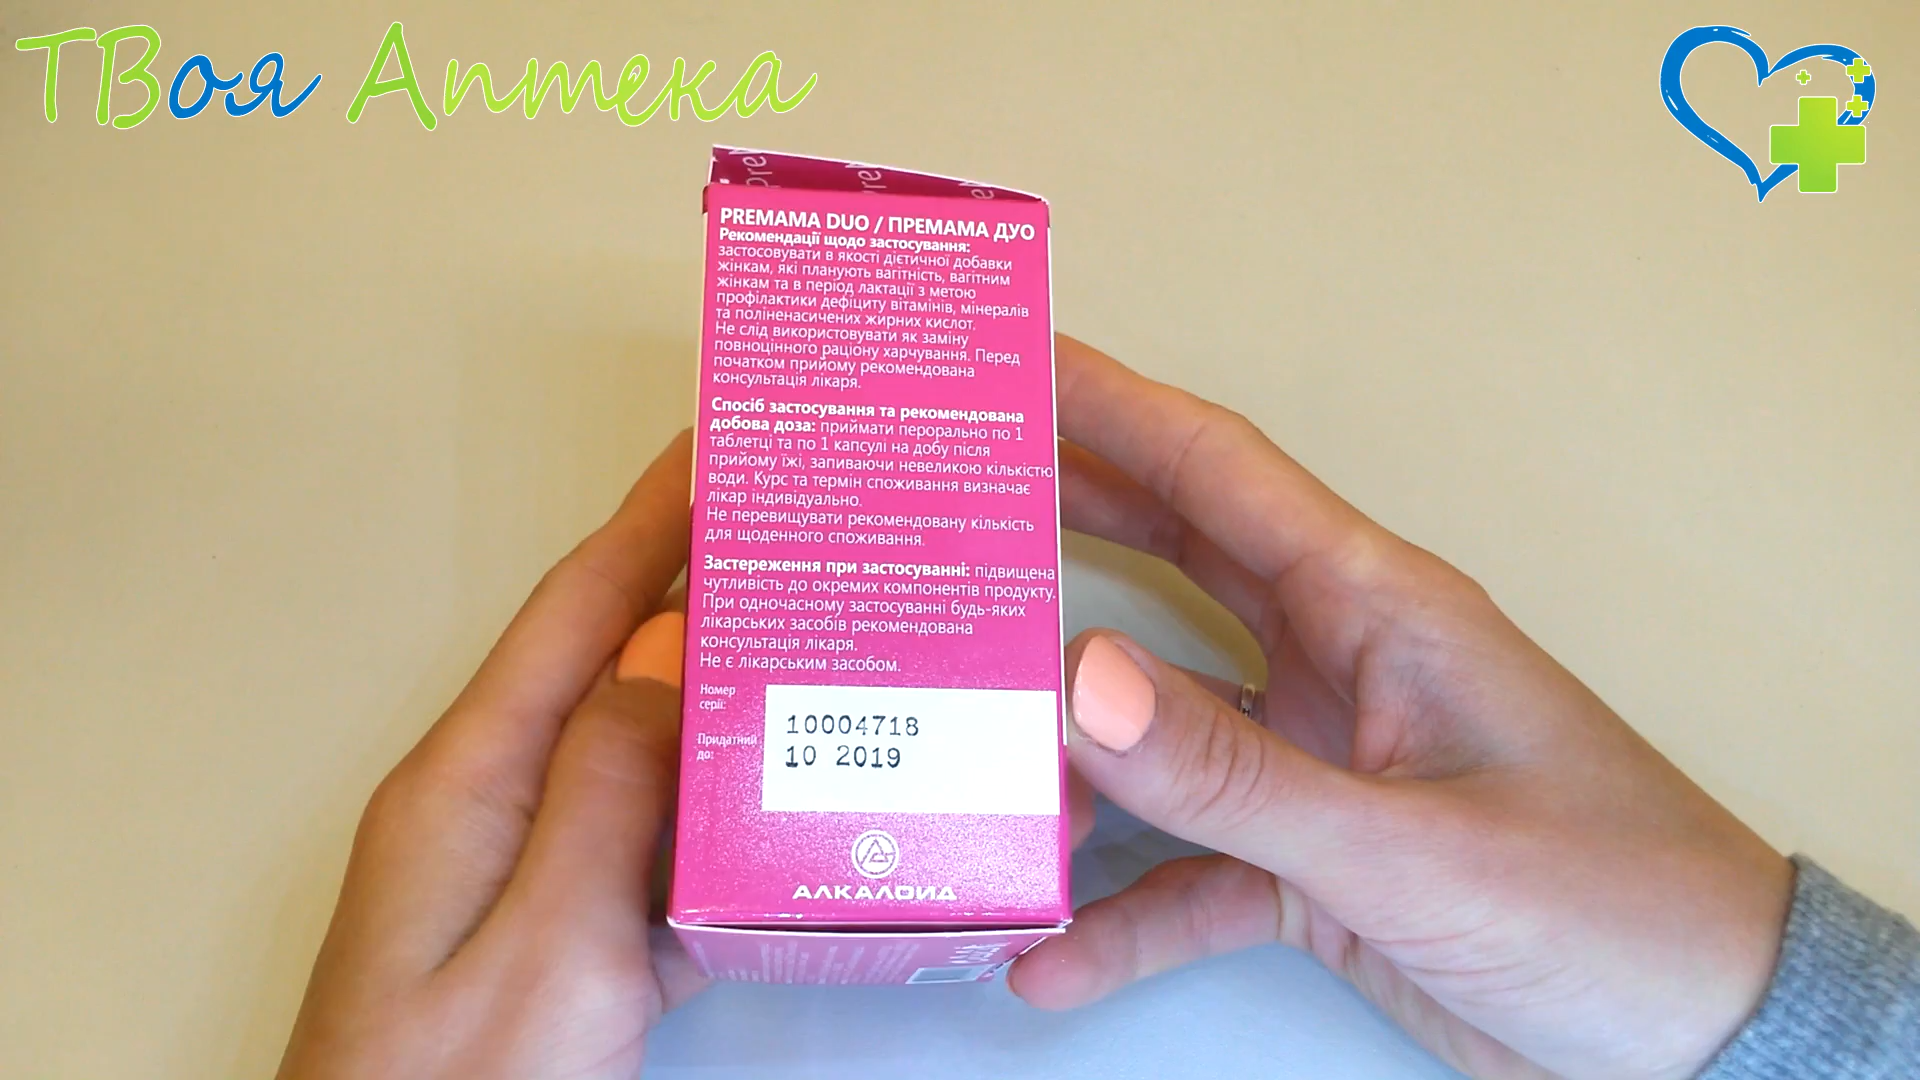 ТВоя Аптека
PREMAMA DUO / ПРЕМАМА ДУО
Рекомендації щодо застосування:
застосовувати в якості дієтичної добавки
жінкам, які планують вагітність, вагітним
жінкам та в період лактації з метою
профілактики дефіциту вітамінів, мінералів
та поліненасичених жирних кислот.
Не слід використовувати як заміну
повноцінного раціону харчування. Перед
початком прийому рекомендована
консультація лікаря.
Спосіб застосування та рекомендована
добова доза: приймати перорально по 1
таблетці та по 1 капсулі на добу після
прийому їжі, запиваючи невеликою кількістю
води. Курс та термін споживання визначає
лікар індивідуально.
Не перевищувати рекомендовану кількість
для щоденного споживання.
Застереження при застосуванні: підвищена
чутливість до окремих компонентів продукту.
При одночасному застосуванні будь-яких
лікарських засобів рекомендована
консультація лікаря.
Не є лікарським засобом.
Номер
серії:
10004718
Придатний
до:
10 2019
АЛКАЛОИД